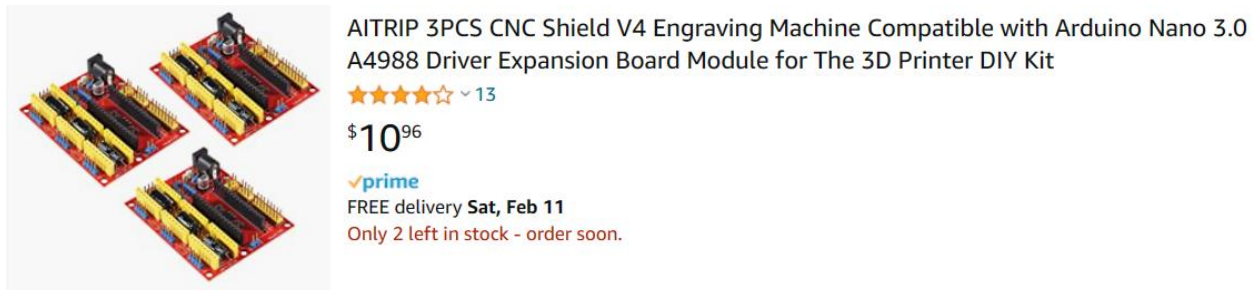 AITRIP 3PCS CNC Shield V4 Engraving Machine Compatible with Arduino Nano 3.0
A4988 Driver Expansion Board Module for The 3D Printer DIY Kit
13
$1096
prime
FREE delivery Sat, Feb 11
Only 2 left in stock - order soon.